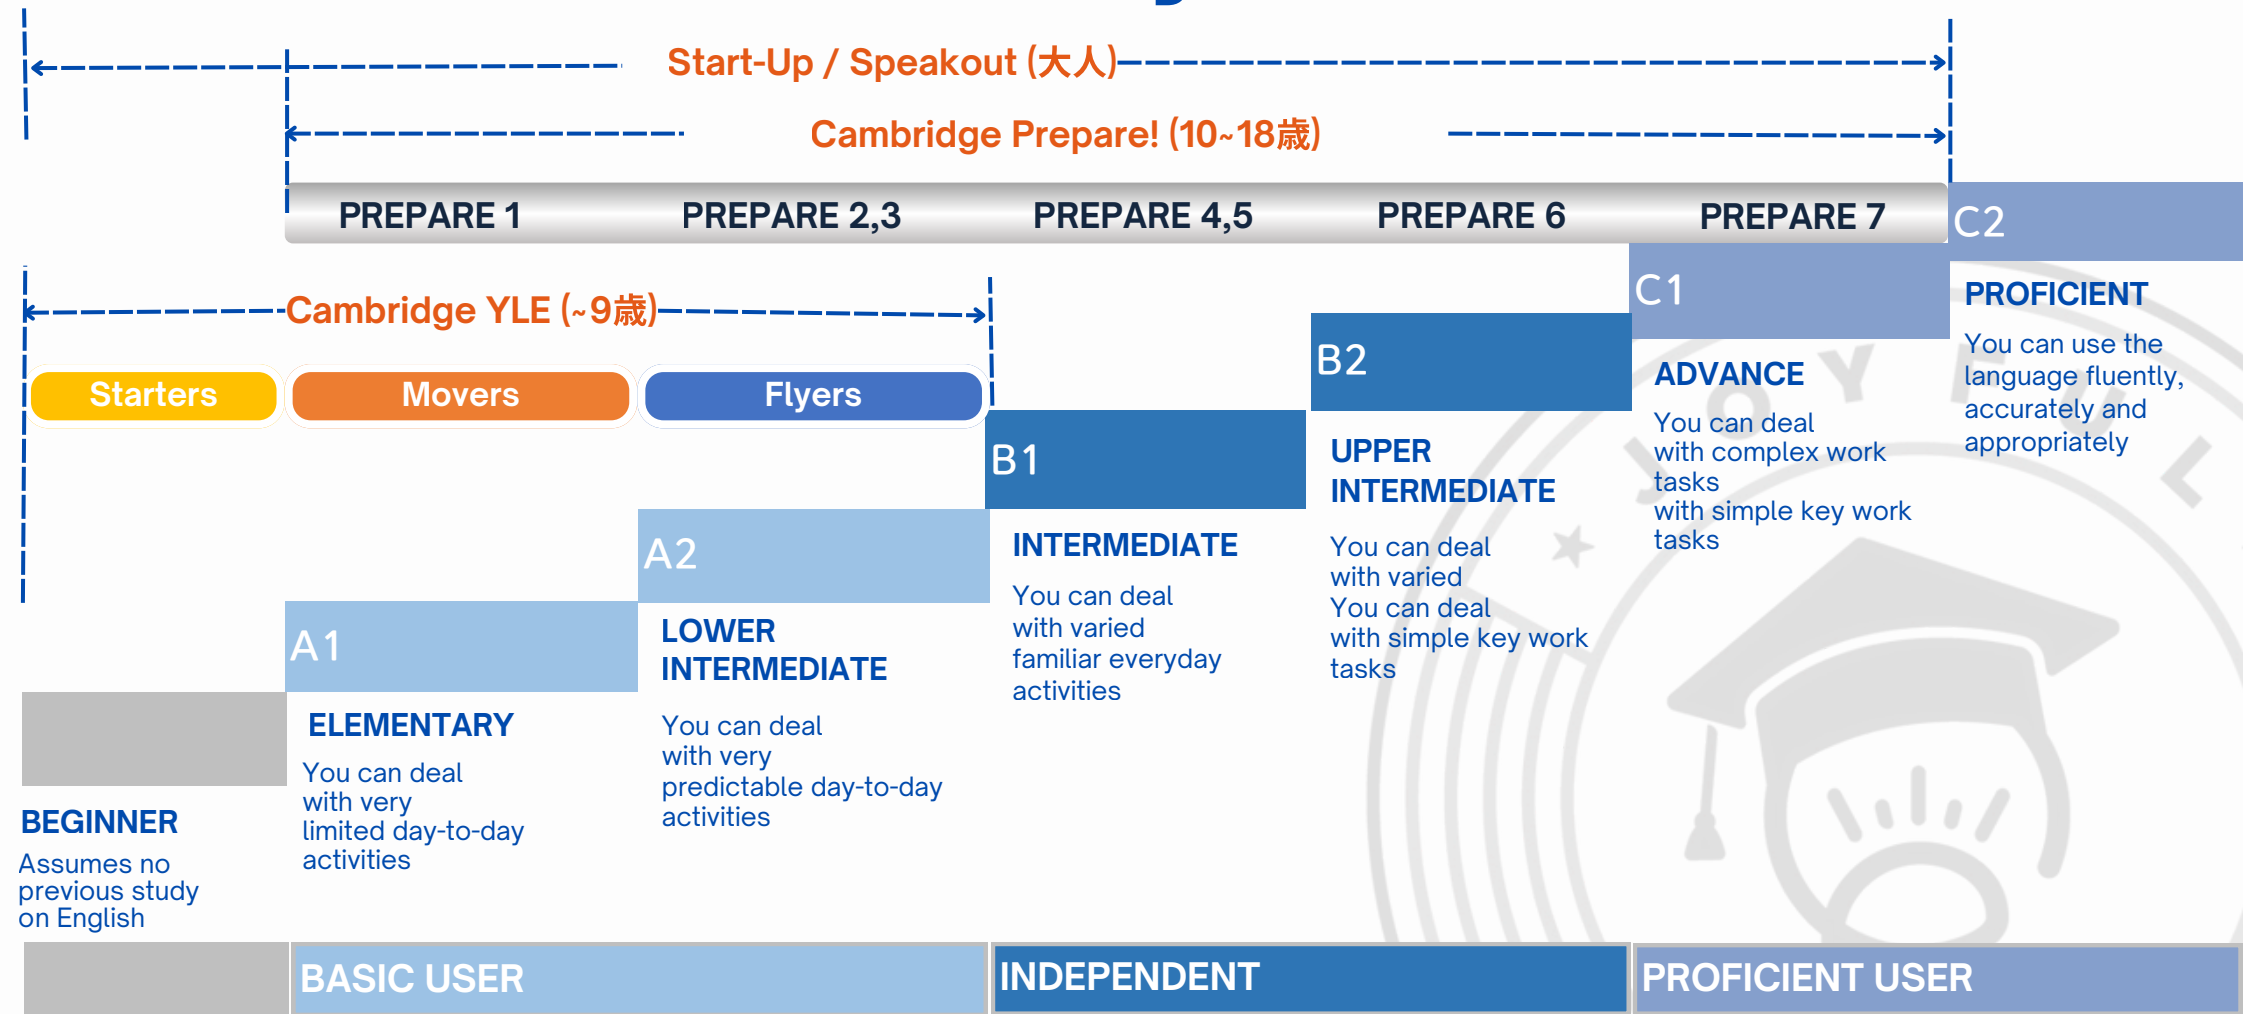 Start-Up / Speakout (大人)
Cambridge Prepare! (10~18歳)
PREPARE 1
PREPARE 2,3
PREPARE 4,5
PREPARE 6
PREPARE 7
C2
C1
Cambridge YLE (~9歳)
PROFICIENT
You can use the
language fluently,
accurately and
appropriately
B2
ADVANCE
You can deal
with complex work
tasks
with simple key work
tasks
Starters
Movers
Flyers
B1
UPPER
INTERMEDIATE
You can deal
with varied
You can deal
with simple key work
tasks
A2
INTERMEDIATE
You can deal
with varied
familiar everyday
activities
A1
LOWER
INTERMEDIATE
You can deal
with very
predictable day-to-day
activities
ELEMENTARY
You can deal
with very
limited day-to-day
activities
BEGINNER
Assumes no
previous study
on English
JOYFUL
BASIC USER
INDEPENDENT
PROFICIENT USER